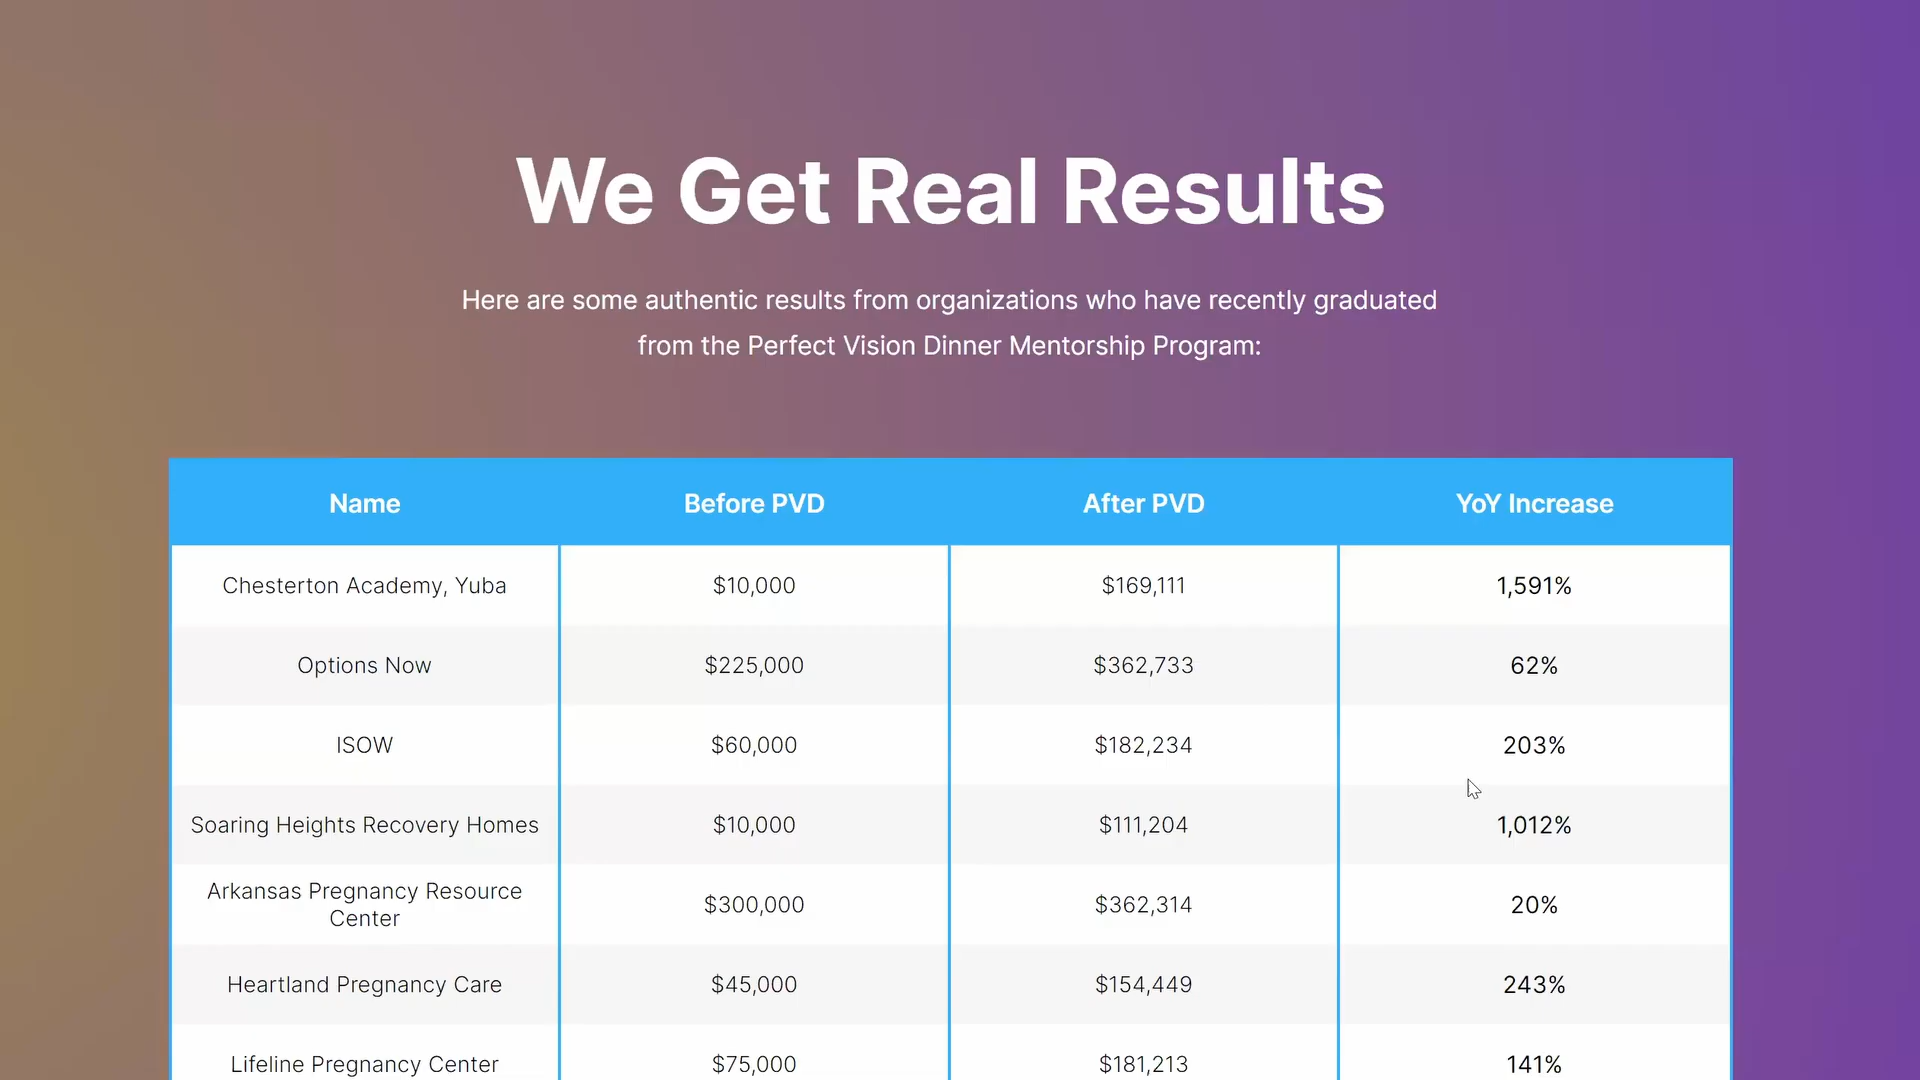 We Get Real Results
Here are some authentic results from organizations who have recently graduated
from the Perfect Vision Dinner Mentorship Program:
Name Before PVD After PVD YoY Increase
Chesterton Academy, Yuba $10,000 $169,111 1,591%
Options Now $225,000 $362,733 62%
ISOW $60,000 $182,234 203%
Soaring Heights Recovery Homes $10,000 $111,204 1,012%
Arkansas Pregnancy Resource
Center $300,000 $362,314 20%
Heartland Pregnancy Care $45,000 $154,449 243%
Lifeline Pregnancy Center $75,000 $181,213 141%